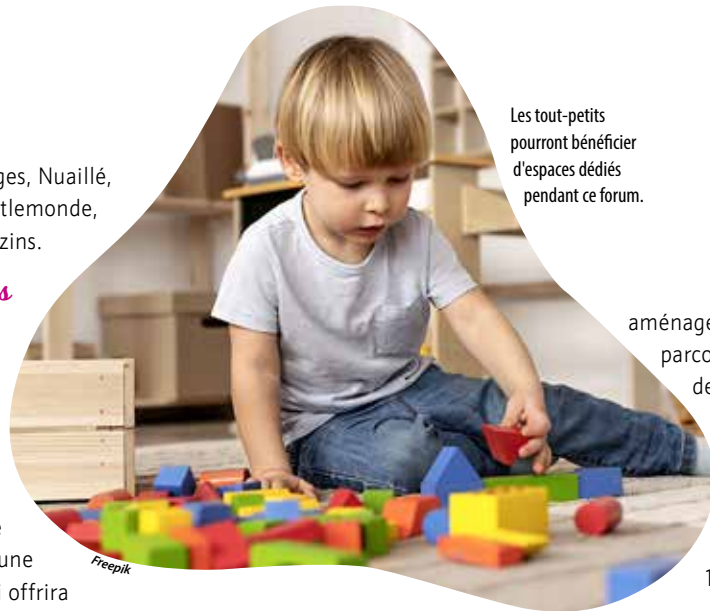 ges, Nuaillé,
tlemonde,
zins.
s
une
i offrira
Freepik
Les tout-petits
pourront bénéficier
d'espaces dédiés
pendant ce forum.
aménage
parco
de
1